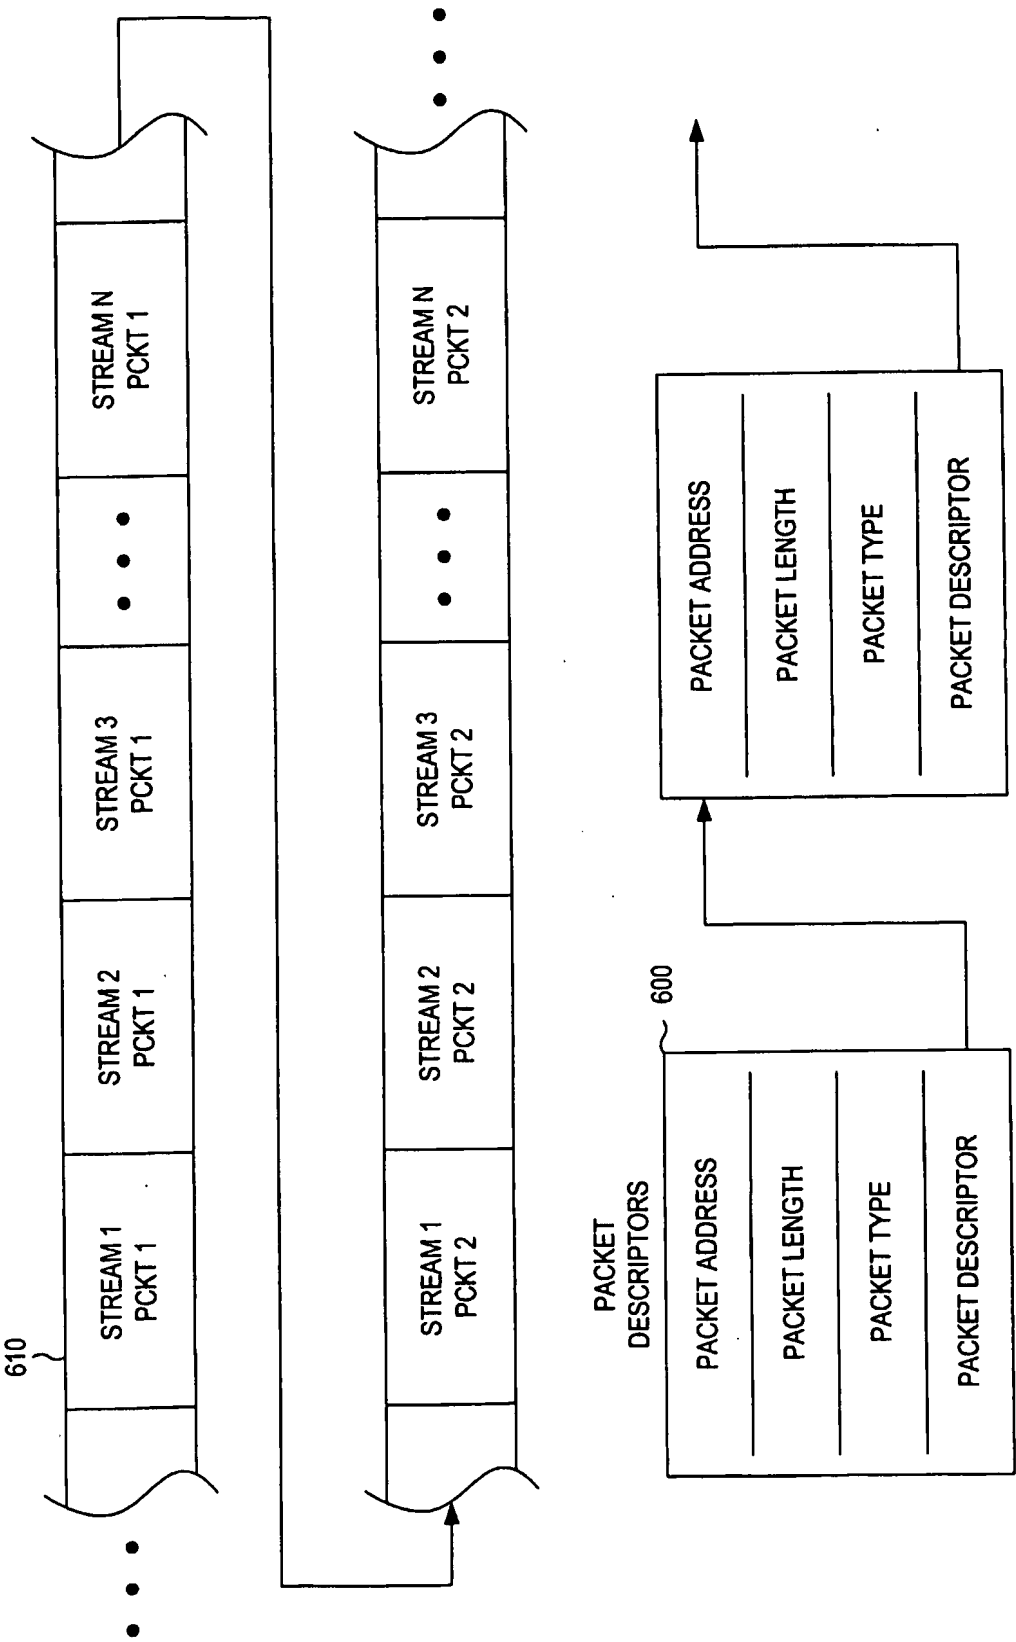 610
STREAM 1
PCKT 1
STREAM 2
PCKT 1
STREAM 3
PCKT 1
STREAM N
PCKT 1
STREAM 1
PCKT 2
STREAM 2
PCKT 2
STREAM 3
PCKT 2
STREAM N
PCKT 2
PACKET
DESCRIPTORS
600
PACKET ADDRESS
PACKET LENGTH
PACKET TYPE
PACKET DESCRIPTOR
PACKET ADDRESS
PACKET LENGTH
PACKET TYPE
PACKET DESCRIPTOR